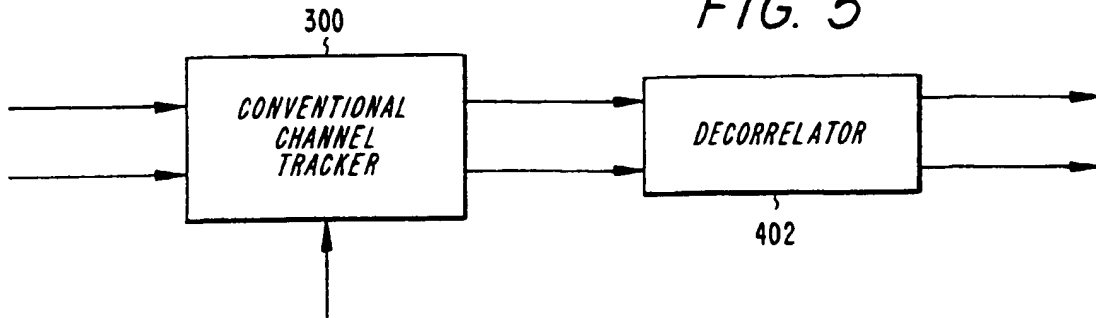 FIG. 5
300
CONVENTIONAL
CHANNEL
TRACKER
DECORRELATOR
402